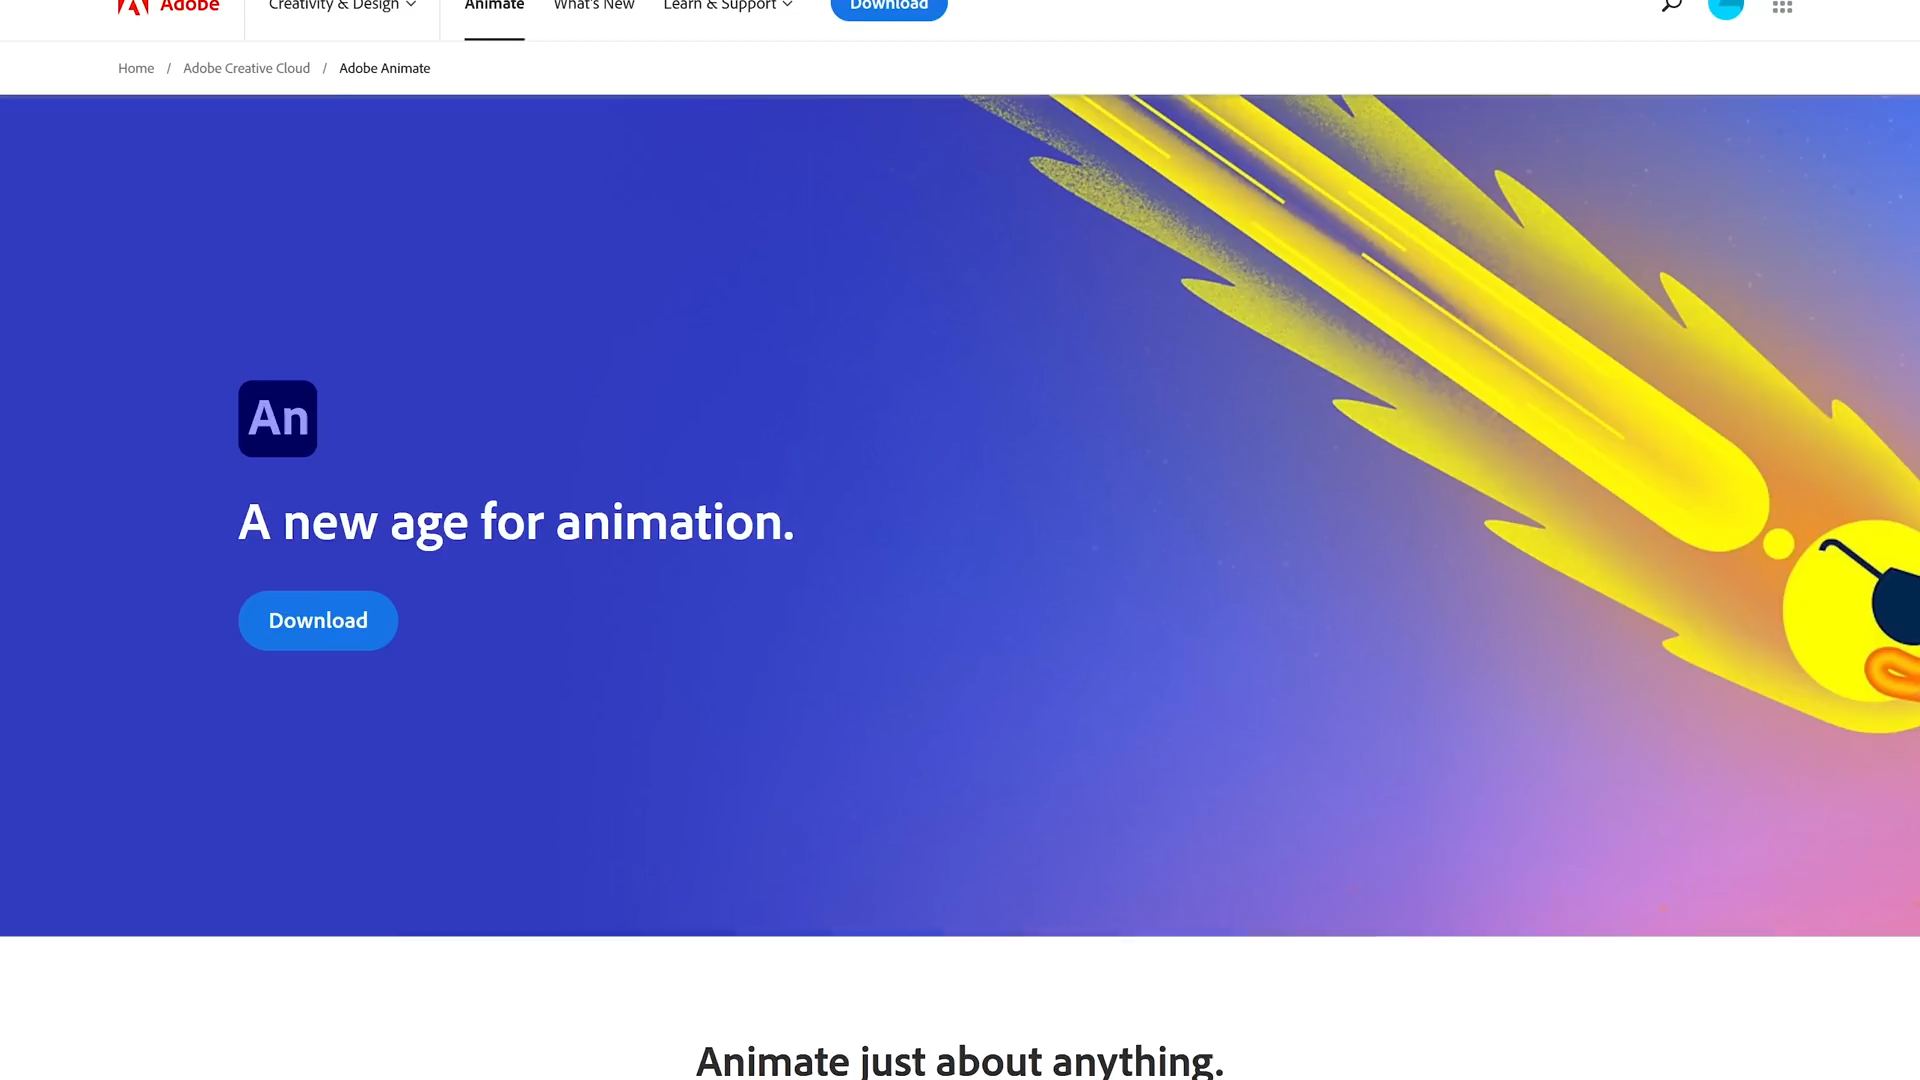 Adobe
Creativity & Design
Animate
What's New
Learn & Support
Download
Home / Adobe Creative Cloud / Adobe Animate
An
A new age for animation.
Download
Animate just about anything.